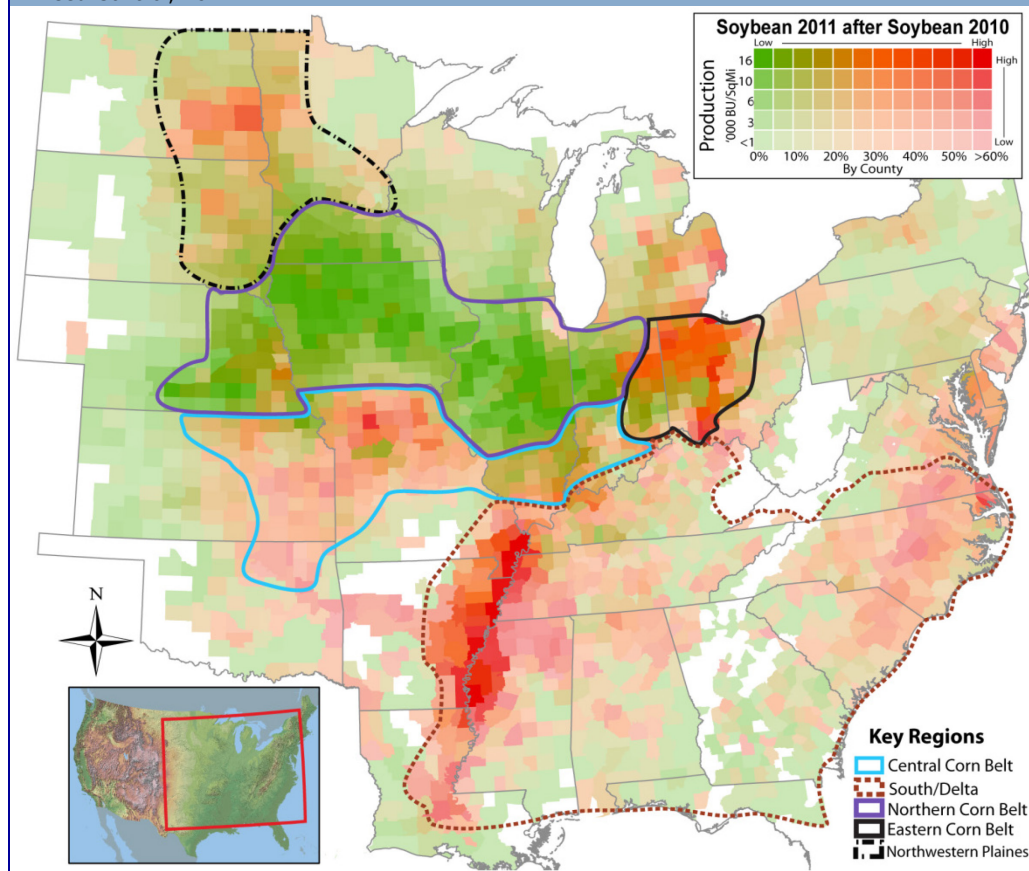 Soybean 2011 after Soybean 2010
Low High
Production
'000 BU/SqMi
16
10
6
3
<1
High
Low
0% 10% 20% 30% 40% 50% >60%
By County
N
Key Regions
Central Corn Belt
South/Delta
Northern Corn Belt
Eastern Corn Belt
Northwestern Plaines